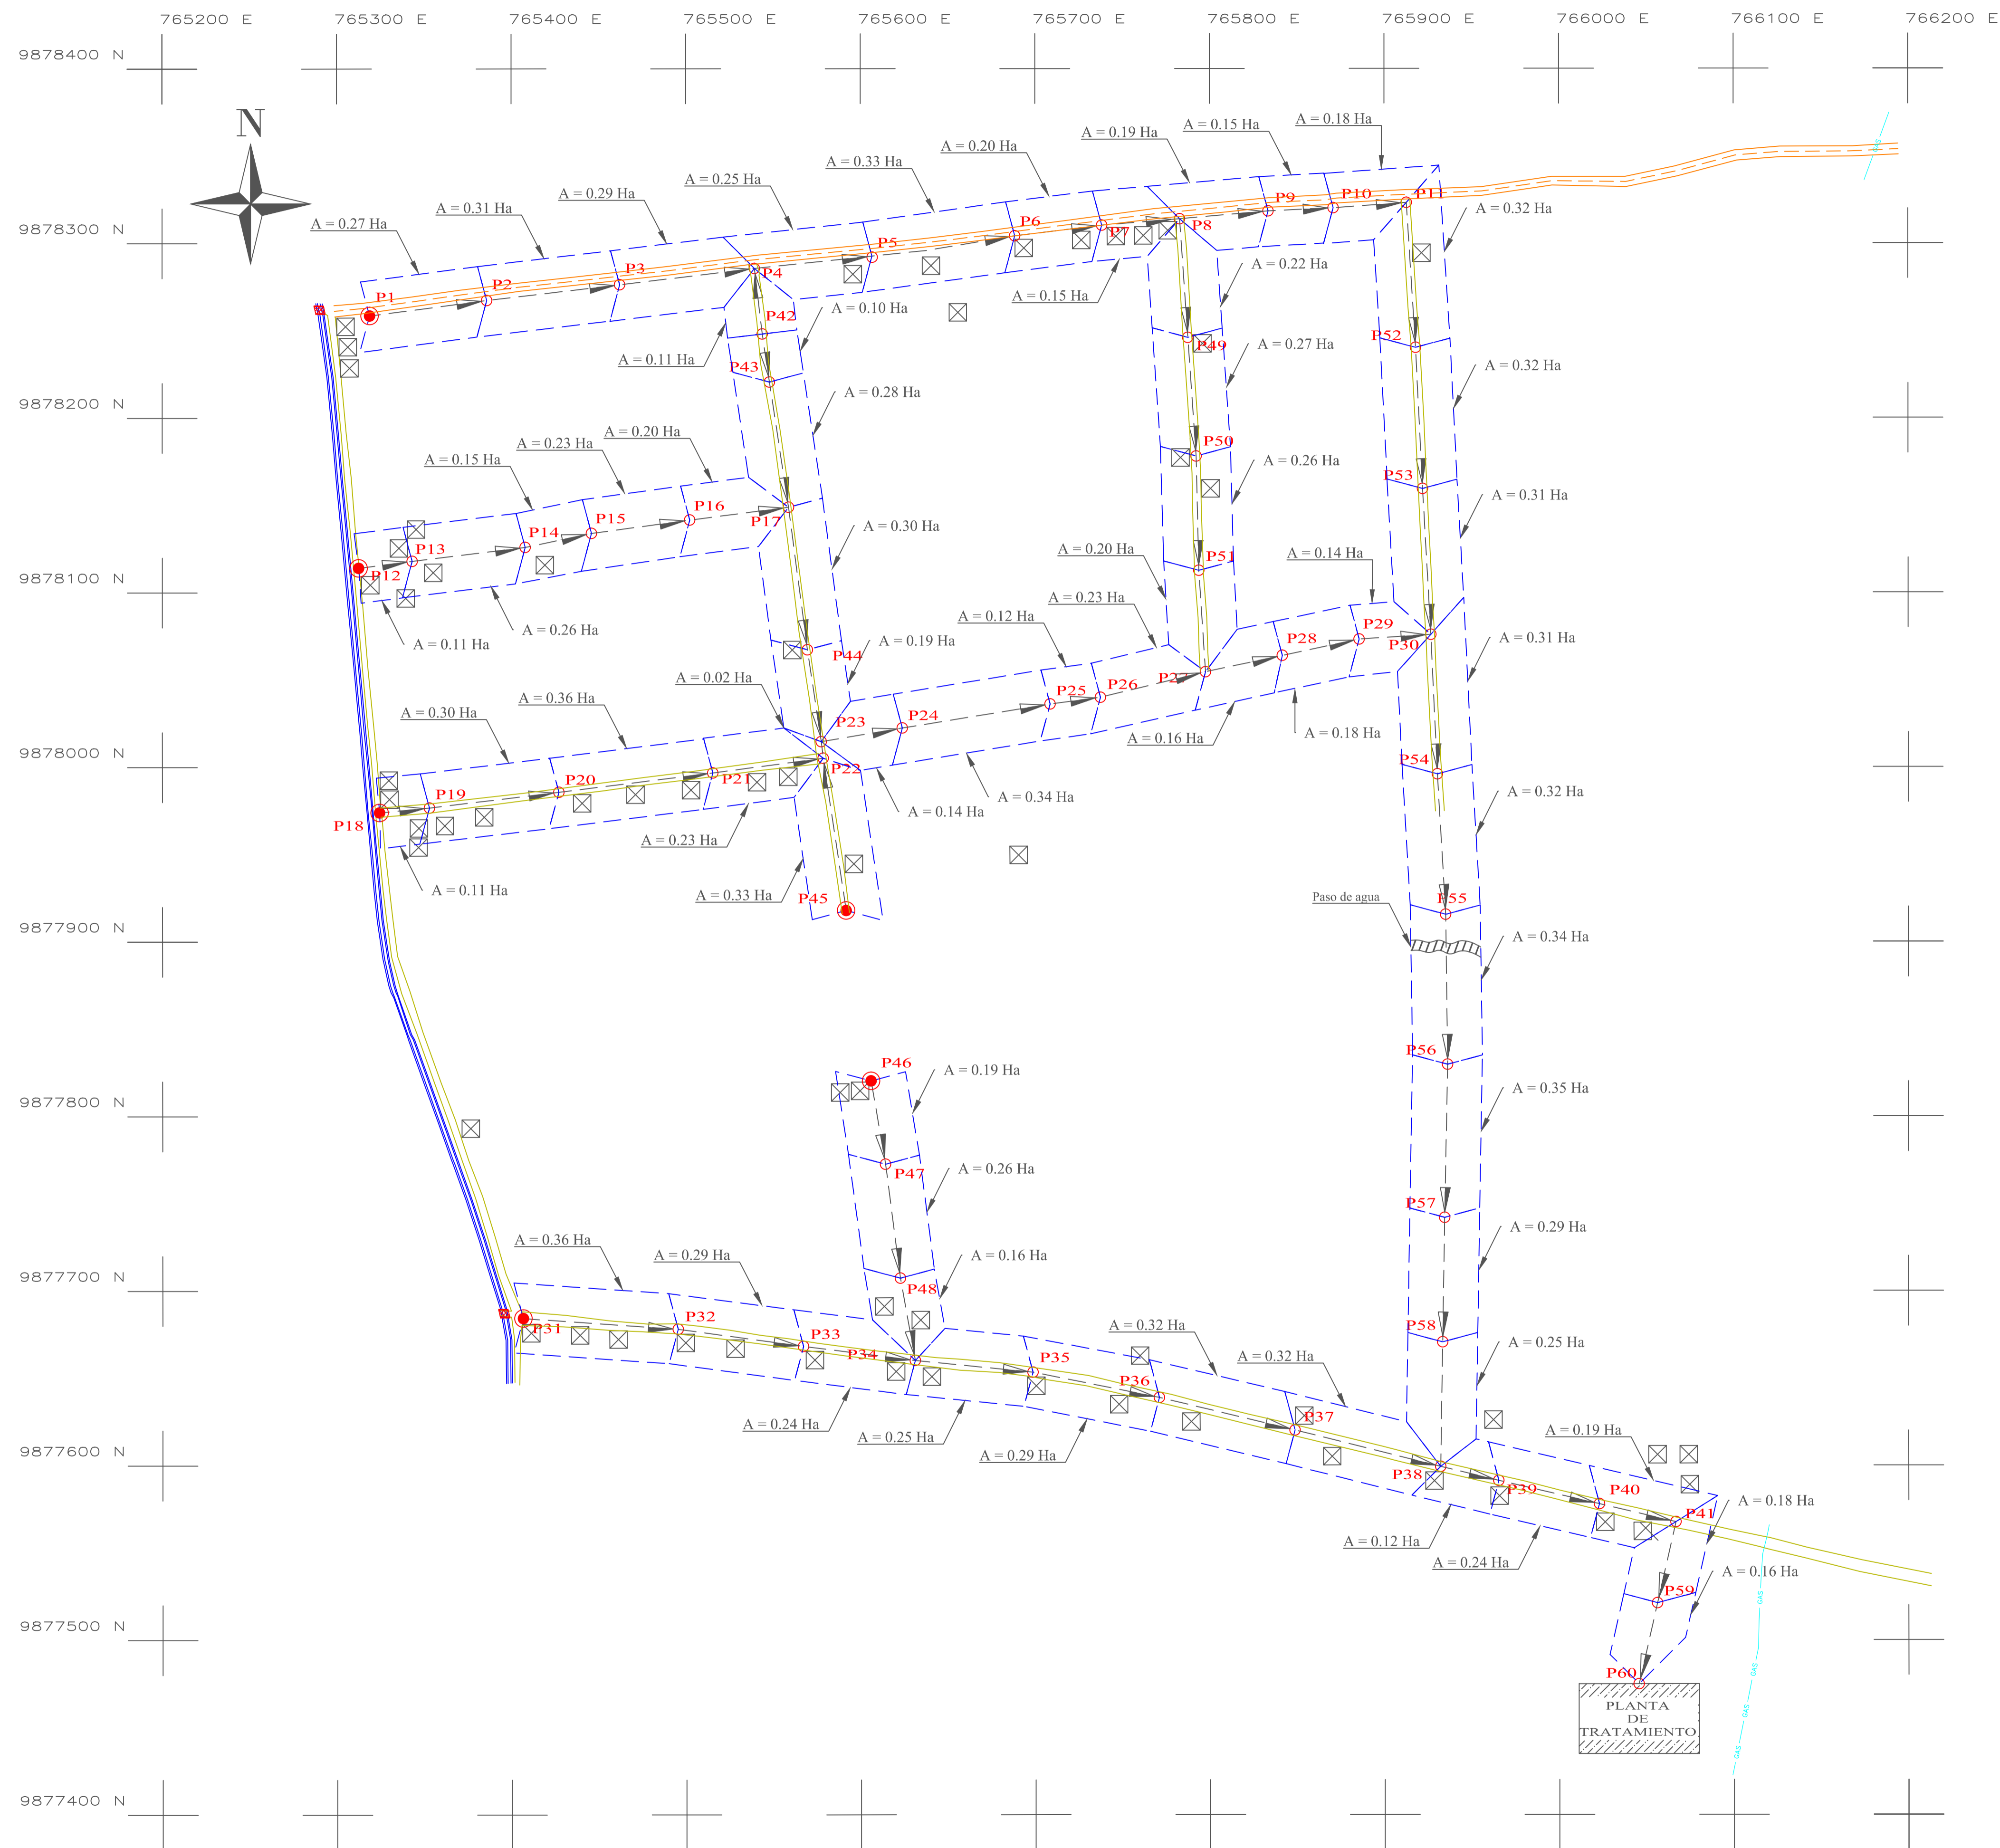 765200 E
765300 E
765400 E
765500 E
765600 E
765700 E
765800 E
765900 E
766000 E
766100 E
766200 E
9878400 N
N
A = 0.18 Ha
A = 0.15 Ha
A = 0.19 Ha
A = 0.20 Ha
A = 0.33 Ha
A = 0.25 Ha
A = 0.29 Ha
A = 0.31 Ha
A = 0.27 Ha
GAS
9878300 N
P1
P2
P3
P4
P5
P6
P7
P8
P9
P10
P11
A = 0.32 Ha
A = 0.22 Ha
A = 0.15 Ha
A = 0.10 Ha
P42
P52
P49
A = 0.27 Ha
A = 0.11 Ha
P43
A = 0.32 Ha
A = 0.28 Ha
9878200 N
A = 0.20 Ha
A = 0.23 Ha
A = 0.15 Ha
P50
A = 0.26 Ha
P53
A = 0.31 Ha
P16
P17
P15
P14
P13
P12
A = 0.30 Ha
A = 0.20 Ha
A = 0.14 Ha
P51
9878100 N
A = 0.23 Ha
A = 0.12 Ha
A = 0.26 Ha
A = 0.11 Ha
A = 0.19 Ha
P44
P28
P29
P30
A = 0.31 Ha
A = 0.02 Ha
P27
P26
P25
A = 0.36 Ha
A = 0.30 Ha
P23
P24
A = 0.16 Ha
A = 0.18 Ha
9878000 N
P54
P22
P21
P20
P19
P18
A = 0.32 Ha
A = 0.34 Ha
A = 0.14 Ha
A = 0.23 Ha
A = 0.11 Ha
A = 0.33 Ha
P45
Paso de agua
P55
9877900 N
A = 0.34 Ha
P56
P46
A = 0.19 Ha
A = 0.35 Ha
9877800 N
P47
A = 0.26 Ha
P57
A = 0.29 Ha
A = 0.36 Ha
A = 0.29 Ha
A = 0.16 Ha
9877700 N
P48
P31
P32
P33
P34
P35
P36
P37
P38
P39
P40
P41
A = 0.32 Ha
A = 0.32 Ha
P58
A = 0.25 Ha
A = 0.24 Ha
A = 0.25 Ha
A = 0.29 Ha
A = 0.19 Ha
9877600 N
A = 0.18 Ha
A = 0.12 Ha
A = 0.24 Ha
A = 0.16 Ha
P59
GAS
9877500 N
P60
GAS
PLANTA
DE
TRATAMIENTO
GAS
GAS
9877400 N